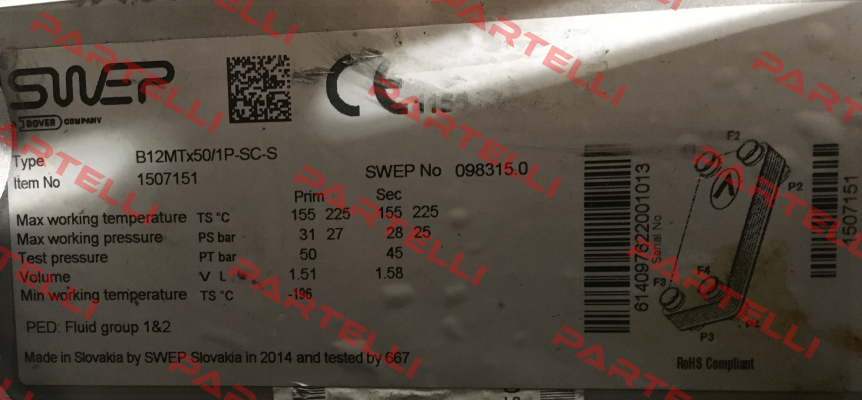 SWEP
DOVER COMPANY
Type B12MTx50/1P-SC-S
Item No 1507151 SWEP No 098315.0
Prim Sec
Max working temperature TS °C 155 225 155 225
Max working pressure PS bar 31 27 28 25
Test pressure PT bar 50 45
Volume V L 1.51 1.58
Min working temperature TS °C -196
PED: Fluid group 1&2
Made in Slovakia by SWEP Slovakia in 2014 and tested by 667
614097622001013
Serial No
F2
P2
F3
F4
P3
1507151
RoHS Compliant
PARTELLI